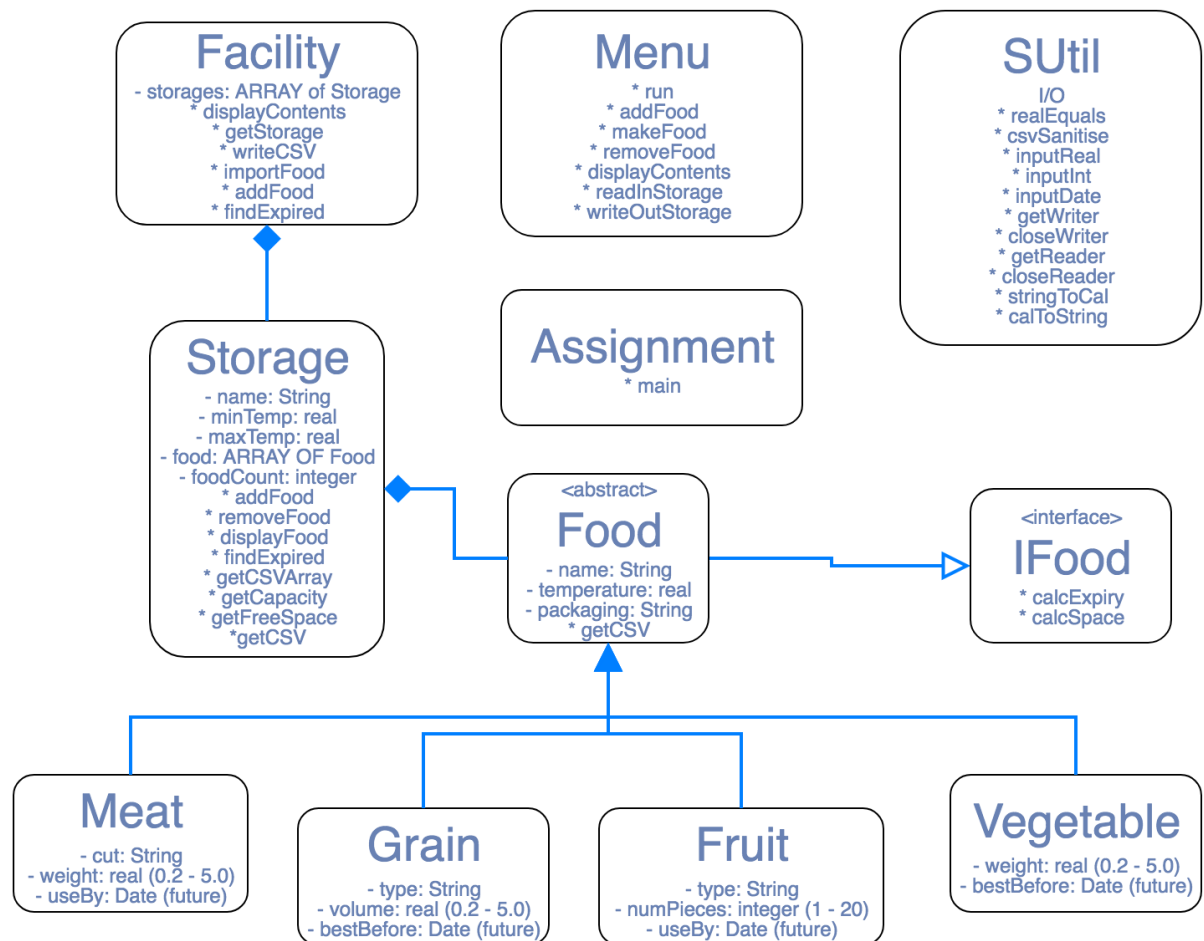 Facility
- storages: ARRAY of Storage
* displayContents
* getStorage
* writeCSV
* importFood
* addFood
* findExpired
Menu
* run
* addFood
* makeFood
* removeFood
* displayContents
* readInStorage
* writeOutStorage
SUtil
I/O
* realEquals
* csvSanitise
* inputReal
* inputInt
* inputDate
* getWriter
* closeWriter
* getReader
* closeReader
* stringToCal
* calToString
Storage
- name: String
- minTemp: real
- maxTemp: real
- food: ARRAY OF Food
- foodCount: integer
* addFood
* removeFood
* displayFood
* findExpired
* getCSVArray
* getCapacity
* getFreeSpace
*getCSV
Assignment
* main
<abstract>
Food
- name: String
- temperature: real
- packaging: String
* getCSV
<interface>
IFood
* calcExpiry
* calcSpace
Meat
- cut: String
- weight: real (0.2 - 5.0)
- useBy: Date (future)
Grain
- type: String
- volume: real (0.2 - 5.0)
- bestBefore: Date (future)
Fruit
- type: String
- numPieces: integer (1 - 20)
- useBy: Date (future)
Vegetable
- weight: real (0.2 - 5.0)
- bestBefore: Date (future)